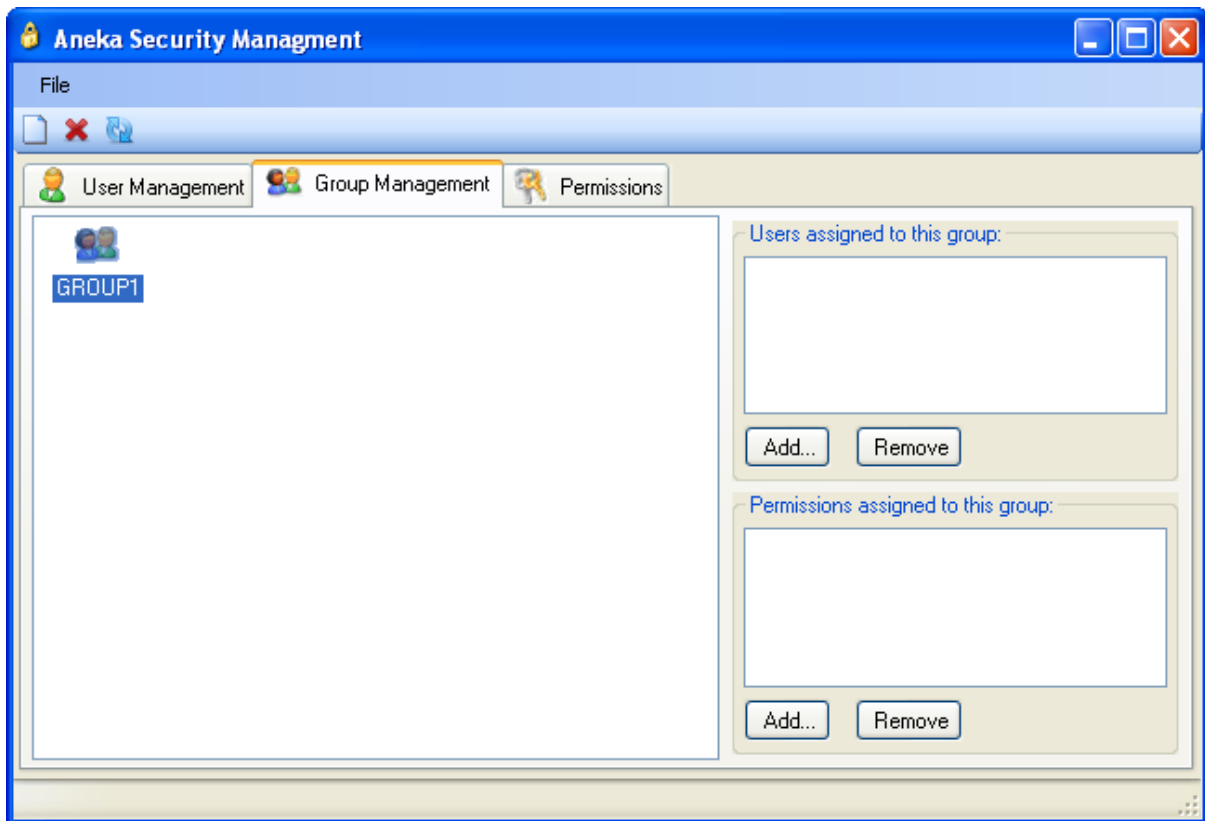 Aneka Security Managment
File
User Management
Group Management
Permissions
GROUP1
Users assigned to this group:
Add...
Remove
Permissions assigned to this group:
Add...
Remove